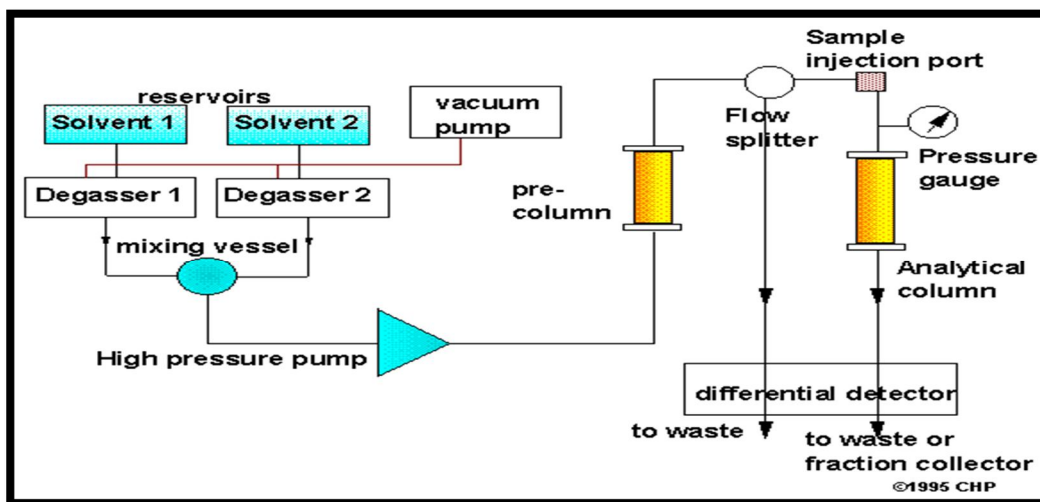 reservoirs
Solvent 1
Solvent 2
vacuum
pump
Degasser 1
Degasser 2
mixing vessel
High pressure pump
pre-
column
Flow
splitter
Sample
injection port
Pressure
gauge
Analytical
column
differential detector
to waste
to waste or
fraction collector
©1995 CHP